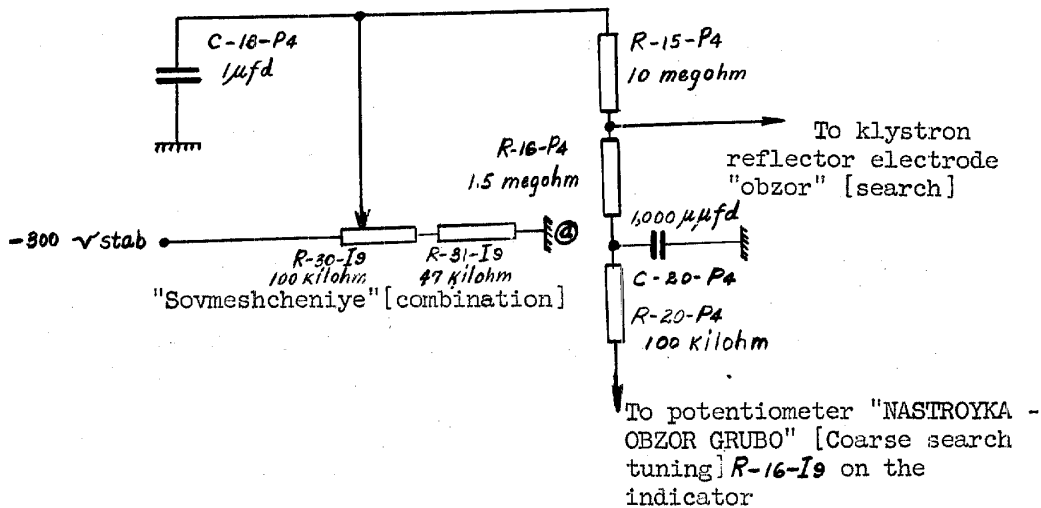 C-18-P4
1μfd
R-15-P4
10 megohm
To klystron
reflector electrode
"obzor" [search]
R-16-P4
1.5 megohm
1,000 μμfd
-300 v stab
@
R-30-I9
100 kilohm
R-31-I9
47 kilohm
"Sovmeshcheniye" [combination]
C-20-P4
R-20-P4
100 kilohm
To potentiometer "NASTROYKA -
OBZOR GRUBO" [Coarse search
tuning] R-16-I9 on the
indicator